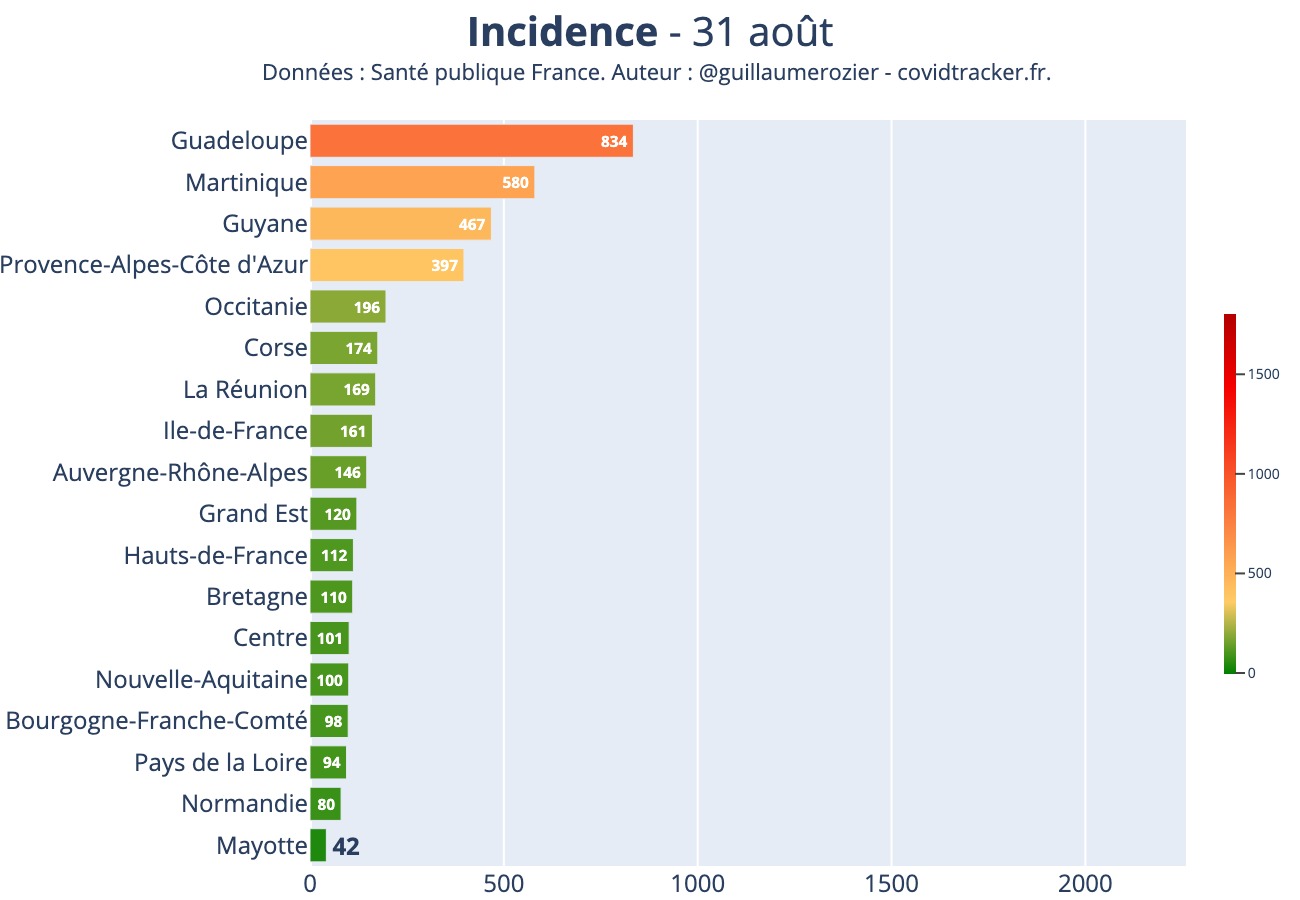 Incidence - 31 août
Données : Santé publique France. Auteur : @guillaumerozier - covidtracker.fr.
Guadeloupe 834
Martinique 580
Guyane 467
Provence-Alpes-Côte d'Azur 397
Occitanie 196
Corse 174
La Réunion 169
Ile-de-France 161
Auvergne-Rhône-Alpes 146
Grand Est 120
Hauts-de-France 112
Bretagne 110
Centre 101
Nouvelle-Aquitaine 100
Bourgogne-Franche-Comté 98
Pays de la Loire 94
Normandie 80
Mayotte 42
0 500 1000 1500 2000
1500
1000
500
0